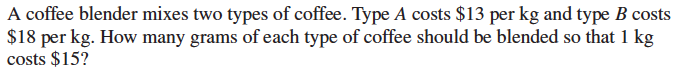 A coffee blender mixes two types of coffee. Type A costs $13 per kg and type B costs
$18 per kg. How many grams of each type of coffee should be blended so that 1 kg
costs $15?